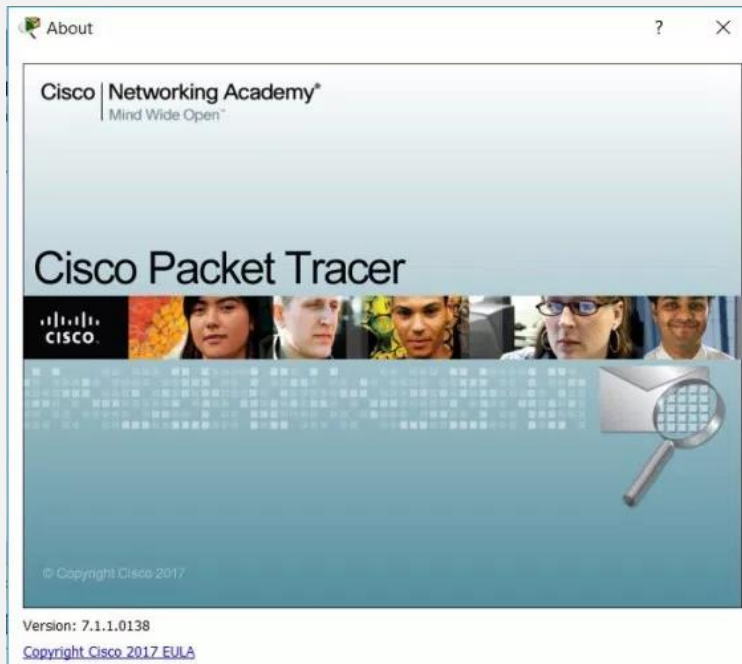 About
Cisco Networking Academy®
Mind Wide Open™
Cisco Packet Tracer
CISCO.
© Copyright Cisco 2017
Version: 7.1.1.0138
Copyright Cisco 2017 EULA